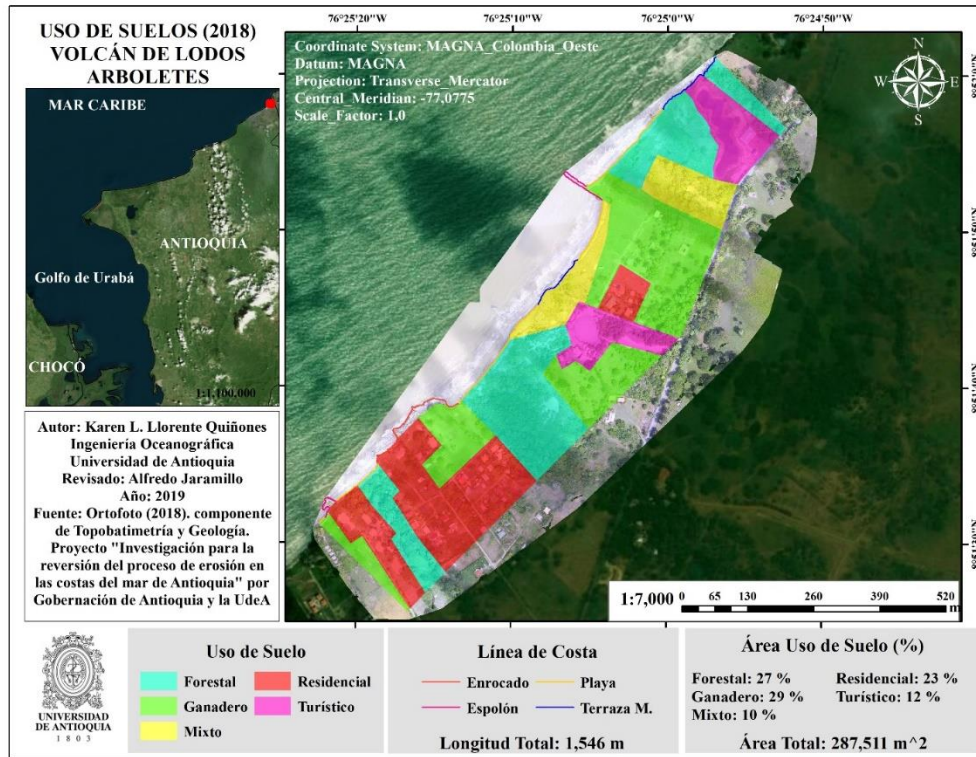 USO DE SUELOS (2018)
VOLCÁN DE LODOS
ARBOLETES
MAR CARIBE
ANTIOQUIA
Golfo de Urabá
CHOCÓ
1:1,100,000
Autor: Karen L. Llorente Quiñones
Ingeniería Oceanográfica
Universidad de Antioquia
Revisado: Alfredo Jaramillo
Año: 2019
Fuente: Ortofoto (2018). componente
de Topobatimetría y Geología.
Proyecto "Investigación para la
reversión del proceso de erosión en
las costas del mar de Antioquia" por
Gobernación de Antioquia y la UdeA
76°25'20"W 76°25'10"W 76°25'0"W 76°24'50"W
Coordinate System: MAGNA_Colombia_Oeste
Datum: MAGNA
Projection: Transverse_Mercator
Central_Meridian: -77,0775
Scale_Factor: 1,0
N
W E
S
1:7,000 0 65 130 260 390 520
m
UNIVERSIDAD
DE ANTIOQUIA
1 8 0 3
Uso de Suelo
Forestal Residencial
Ganadero Turístico
Mixto
Línea de Costa
Enrocado Playa
Espolón Terraza M.
Longitud Total: 1,546 m
Área Uso de Suelo (%)
Forestal: 27 % Residencial: 23 %
Ganadero: 29 % Turístico: 12 %
Mixto: 10 %
Área Total: 287,511 m^2